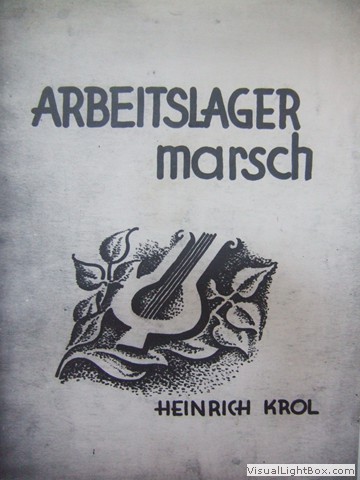 ARBEITSLAGER
marsch
HEINRICH KROL
VisualLightBox.com